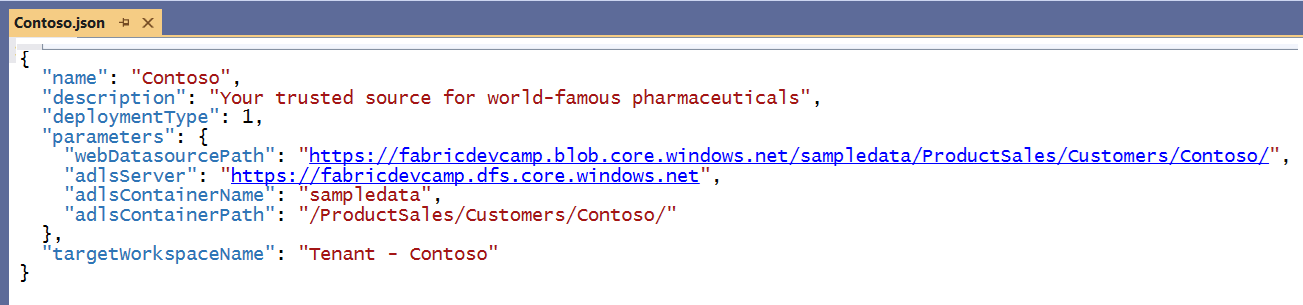 Contoso.json
{
"name": "Contoso",
"description": "Your trusted source for world-famous pharmaceuticals",
"deploymentType": 1,
"parameters": {
"webDatasourcePath": "https://fabricdevcamp.blob.core.windows.net/sampledata/ProductSales/Customers/Contoso/",
"adlsServer": "https://fabricdevcamp.dfs.core.windows.net",
"adlsContainerName": "sampledata",
"adlsContainerPath": "/ProductSales/Customers/Contoso/"
},
"targetWorkspaceName": "Tenant - Contoso"
}